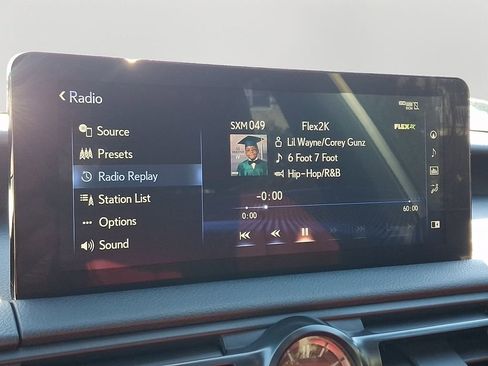 Radio
SXM 049 Flex2K
Source
Lil Wayne/Corey Gunz
FLEX2K
Presets
6 Foot 7 Foot
Radio Replay
Hip-Hop/R&B
Station List
-0:00
0:00 60:00
Options
Sound